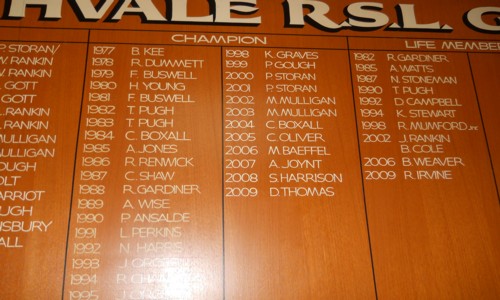 HVALE R.S.L. C
CHAMPION
LIFE MEMBE
P. STORAN/
W. RANKIN
W. RANKIN
GOTT
GOTT
RANKIN
RANKIN
MULLIGAN
MULLIGAN
OUGH
OLT
ARRIOT
OUGH
NSBURY
ALL
1977 B. KEE
1978 R. DUMMETT
1979 F. BUSWELL
1980 H. YOUNG
1981 F. BUSWELL
1982 T. PUGH
1983 T. PUGH
1984 C. BOXALL
1985 A. JONES
1986 R. RENWICK
1987 C. SHAW
1988 R. GARDINER
1989 A. WISE
1990 P. ANSALDE
1991 L. PERKINS
1992 N. HARRIS
1993 J.
1994 R.
1995 J.
1998 K. GRAVES
1999 P. GOUGH
2000 P. STORAN
2001 P. STORAN
2002 M. MULLIGAN
2003 M. MULLIGAN
2004 C. BOXALL
2005 C. OLIVER
2006 M. BAEFFEL
2007 A. JOYNT
2008 S. HARRISON
2009 D. THOMAS
1982 R. GARDINER
1985 A. WATTS
1987 N. STONEMAN
1990 T. PUGH
1992 D. CAMPBELL
1994 K. STEWART
1998 R. MUMFORD JNR
2002 J. RANKIN
B. COLE
2006 B. WEAVER
2009 R. IRVINE